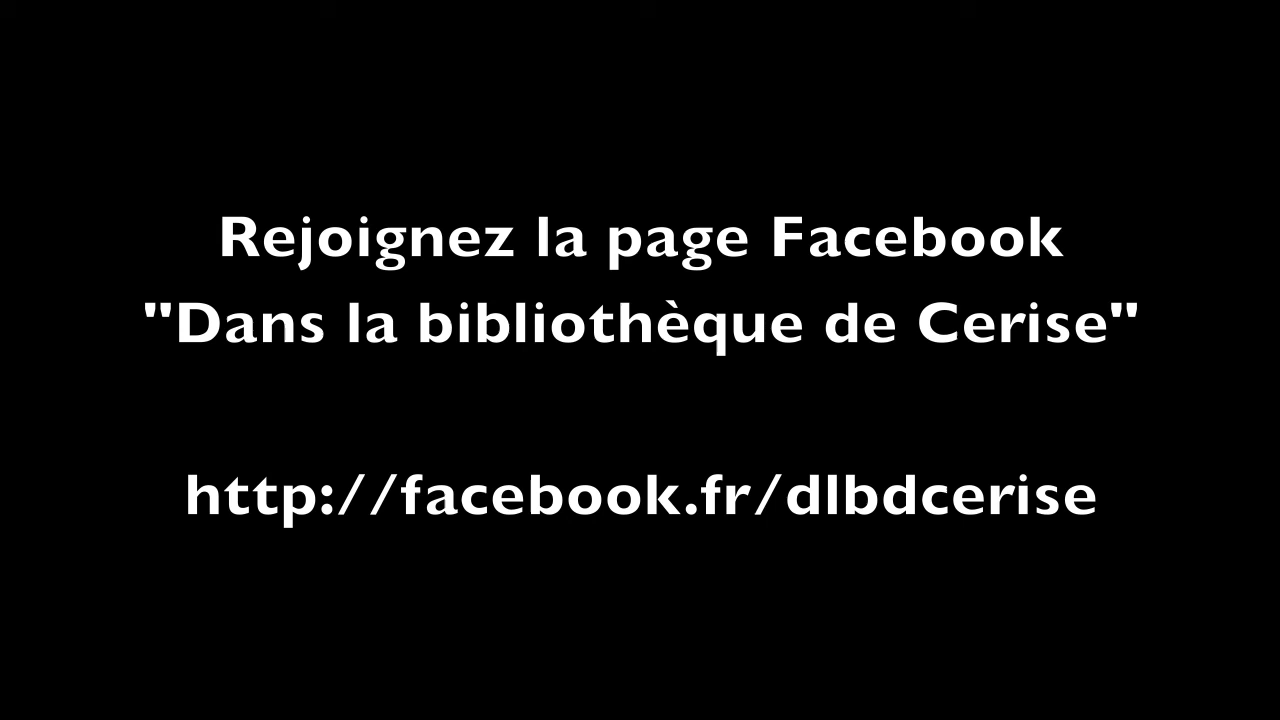 Rejoignez la page Facebook
"Dans la bibliothèque de Cerise"
http://facebook.fr/dlbdcerise